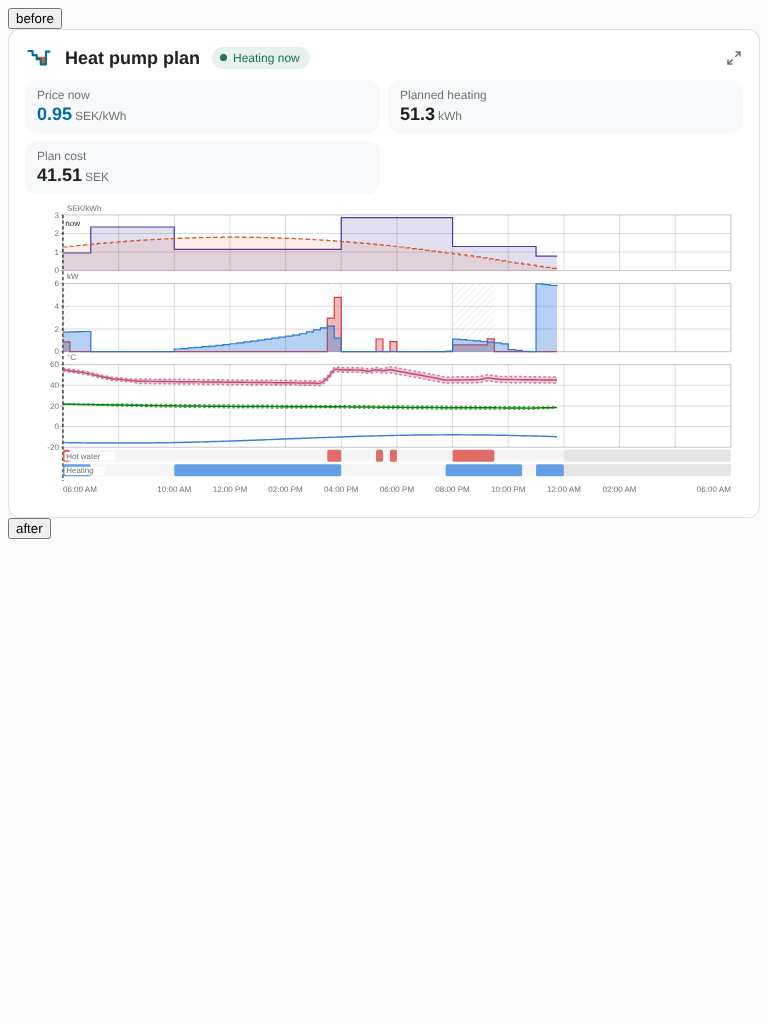 before
Heat pump plan
Heating now
Price now
0.95 SEK/kWh
Planned heating
51.3 kWh
Plan cost
41.51 SEK
SEK/kWh
3
now
2
1
0
kW
6
4
2
0
°C
60
40
20
0
-20
Hot water
Heating
06:00 AM 10:00 AM 12:00 PM 02:00 PM 04:00 PM 06:00 PM 08:00 PM 10:00 PM 12:00 AM 02:00 AM 06:00 AM
after